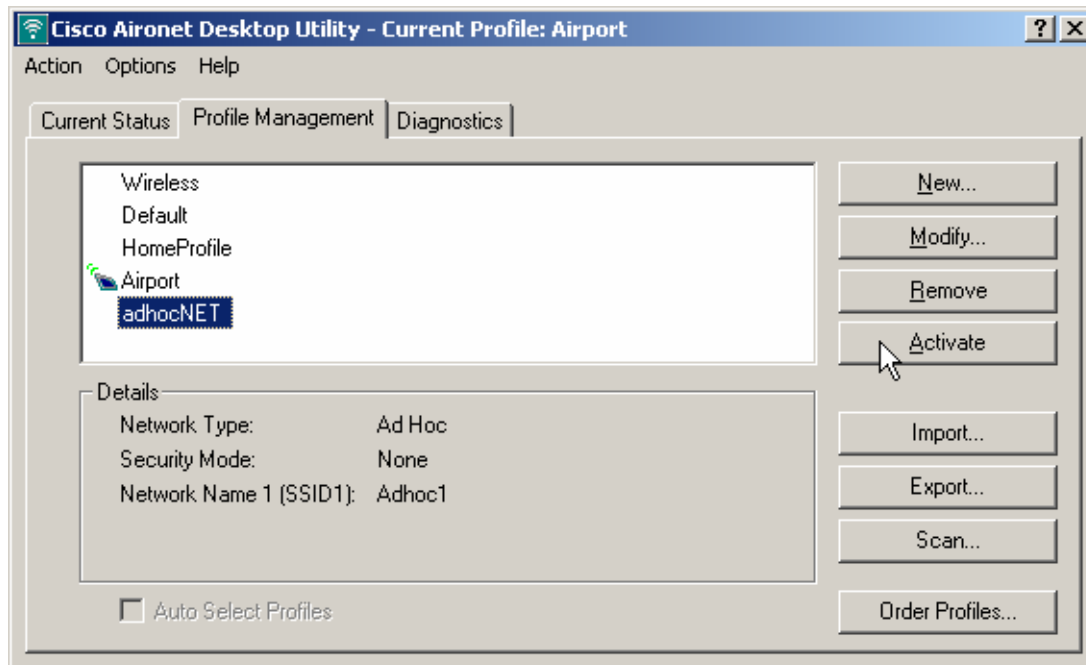 Cisco Aironet Desktop Utility - Current Profile: Airport
Action Options Help
Current Status Profile Management Diagnostics
Wireless
Default
HomeProfile
Airport
adhocNET
New...
Modify...
Remove
Activate
Details
Network Type: Ad Hoc
Security Mode: None
Network Name 1 (SSID1): Adhoc1
Import...
Export...
Scan...
Auto Select Profiles
Order Profiles...